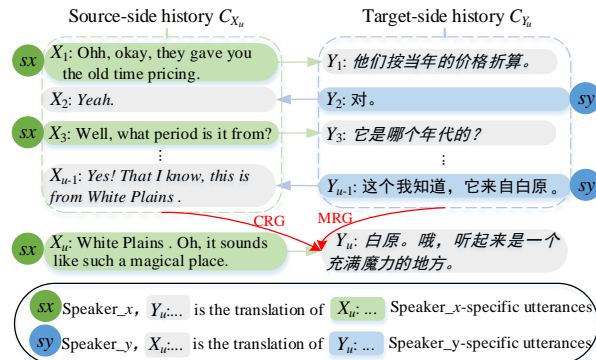 Source-side history C_{X_u}
Target-side history C_{Y_u}
sx
X_1: Ohh, okay, they gave you
the old time pricing.
Y_1: 他们按当年的价格折算。
X_2: Yeah.
Y_2: 对。
sy
sx
X_3: Well, what period is it from?
Y_3: 它是哪个年代的？
⋮
⋮
X_{u-1}: Yes! That I know, this is
from White Plains .
Y_{u-1}: 这个我知道，它来自白原 。
sy
CRG
MRG
sx
X_u: White Plains . Oh, it sounds
like such a magical place.
Y_u: 白原。哦，听起来是一个
充满魔力的地方。
sx Speaker_x， Y_u:... is the translation of X_u: ... Speaker_x-specific utterances
sy Speaker_y， X_u:... is the translation of Y_u: ... Speaker_y-specific utterances